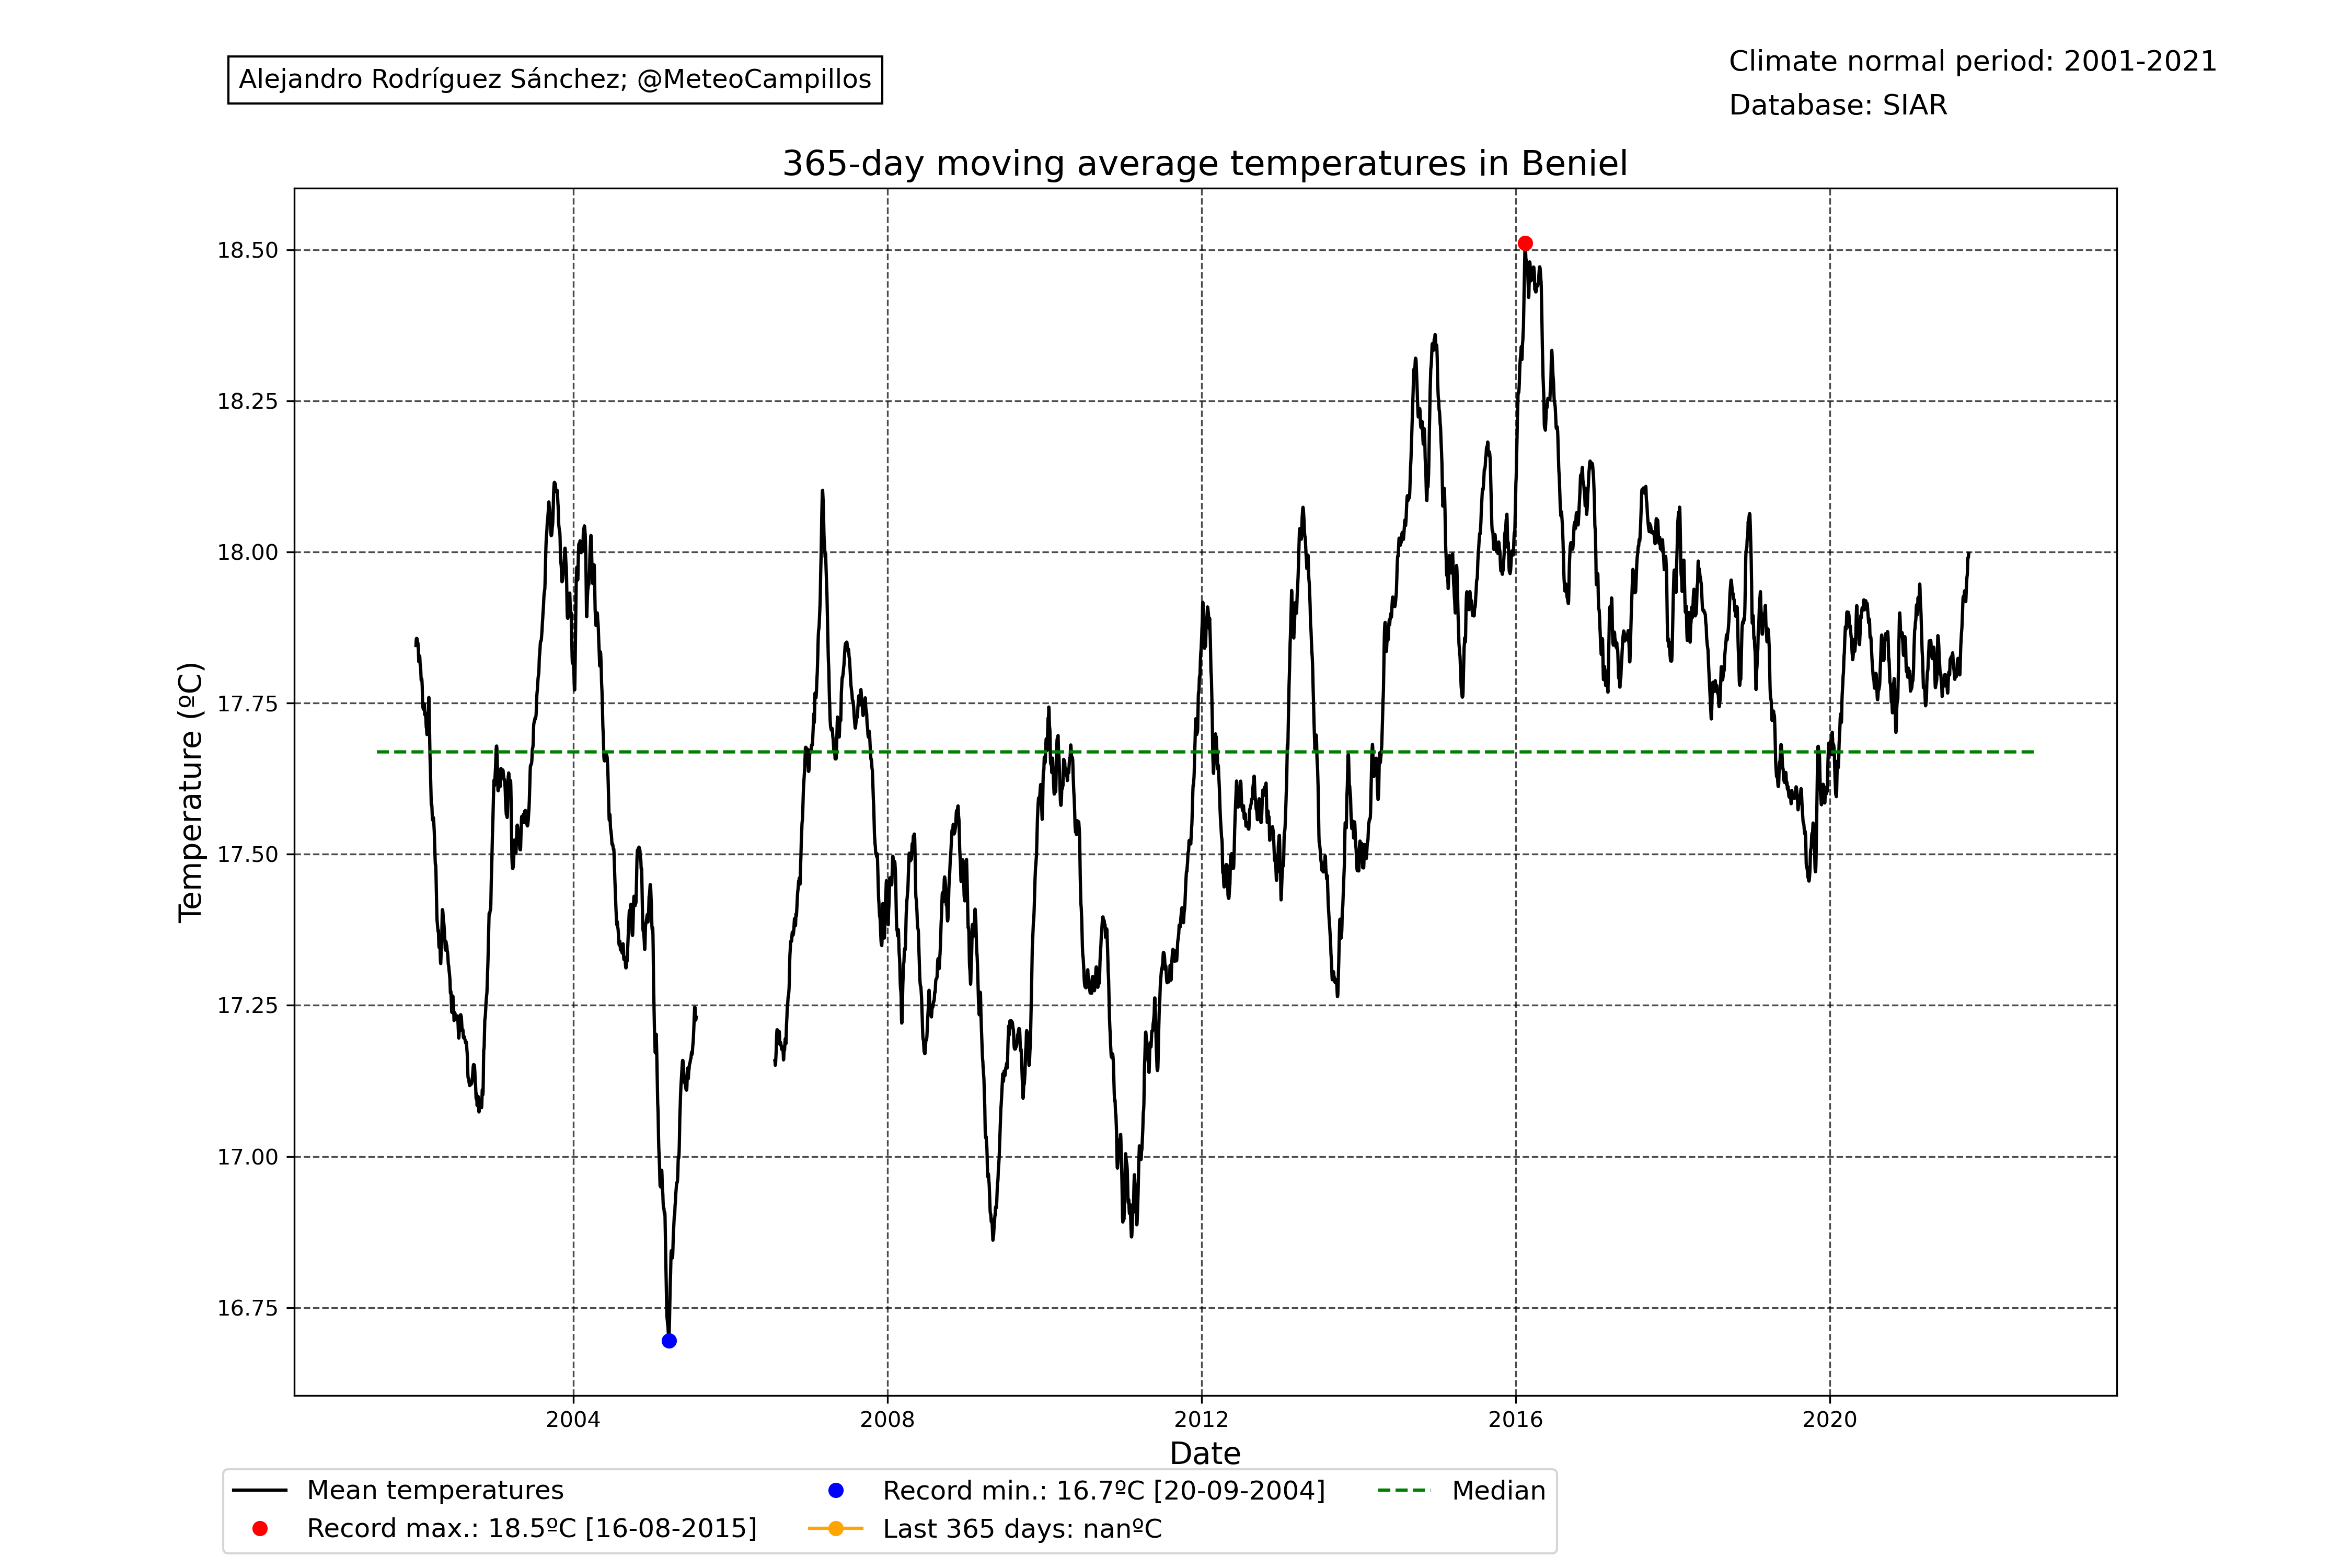 Alejandro Rodríguez Sánchez; @MeteoCampillos
Climate normal period: 2001-2021
Database: SIAR
365-day moving average temperatures in Beniel
Temperature (ºC)
18.50
18.25
18.00
17.75
17.50
17.25
17.00
16.75
2004 2008 2012 2016 2020
Date
Mean temperatures
Record max.: 18.5ºC [16-08-2015]
Record min.: 16.7ºC [20-09-2004]
Last 365 days: nanºC
Median